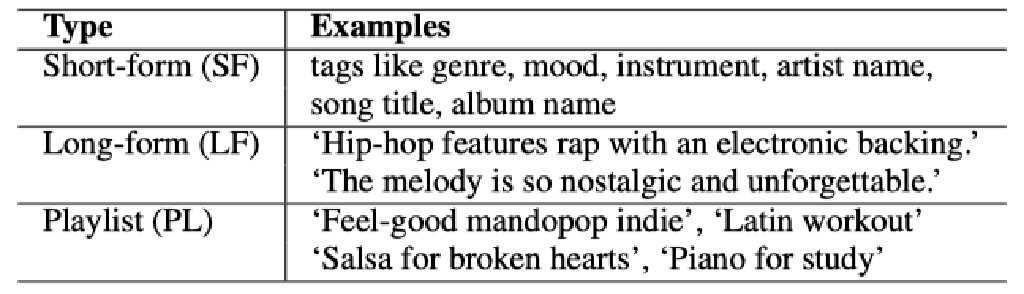 Type Examples
Short-form (SF) tags like genre, mood, instrument, artist name,
song title, album name
Long-form (LF) ‘Hip-hop features rap with an electronic backing.’
‘The melody is so nostalgic and unforgettable.’
Playlist (PL) ‘Feel-good mandopop indie’, ‘Latin workout’
‘Salsa for broken hearts’, ‘Piano for study’